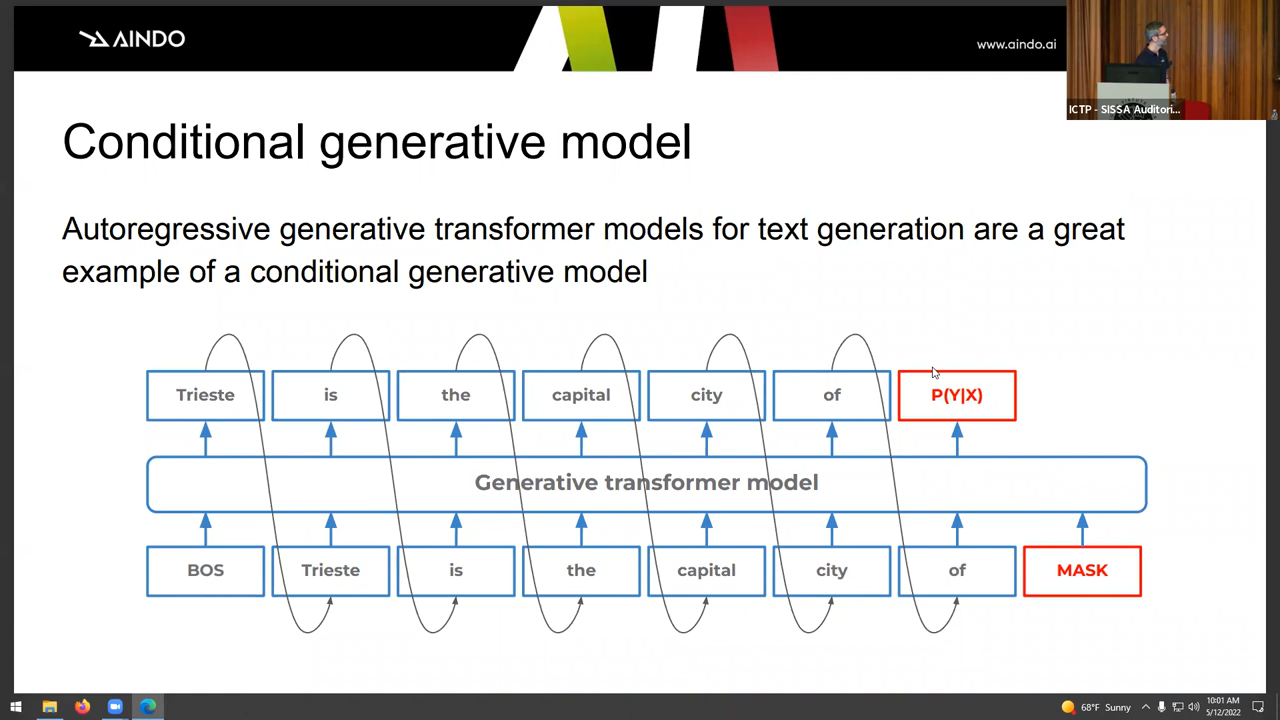 AINDO
www.aindo.ai
ICTP - SISSA Auditori...
Conditional generative model
Autoregressive generative transformer models for text generation are a great
example of a conditional generative model
Trieste is the capital city of P(Y|X)
Generative transformer model
BOS Trieste is the capital city of MASK
68°F Sunny
10:01 AM
5/12/2022